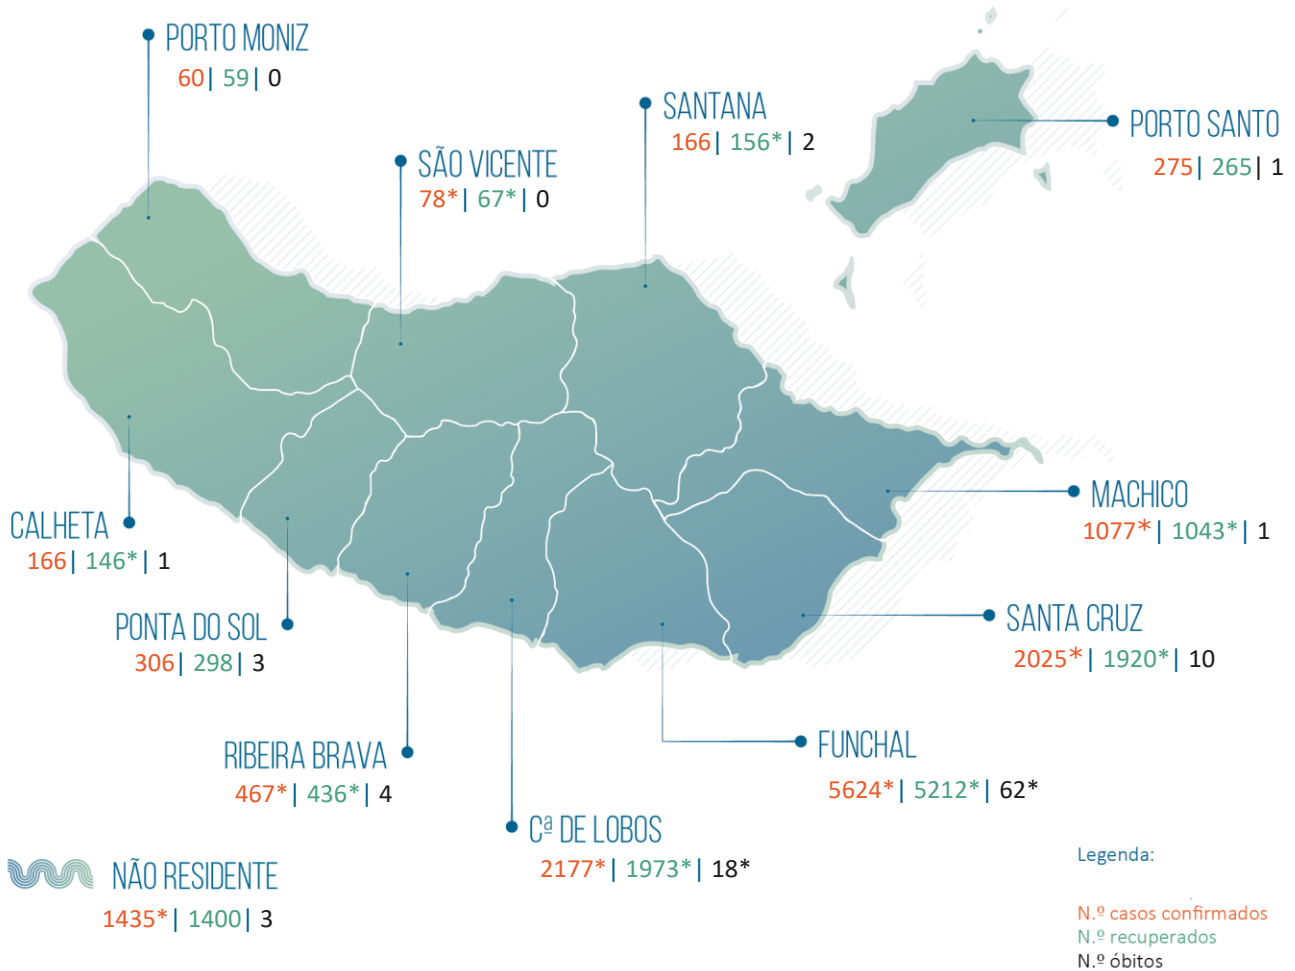 PORTO MONIZ
60| 59| 0
SANTANA
166| 156*| 2
PORTO SANTO
275| 265| 1
SÃO VICENTE
78*| 67*| 0
MACHICO
1077*| 1043*| 1
CALHETA
166| 146*| 1
SANTA CRUZ
2025*| 1920*| 10
PONTA DO SOL
306| 298| 3
RIBEIRA BRAVA
467*| 436*| 4
FUNCHAL
5624*| 5212*| 62*
Cª DE LOBOS
2177*| 1973*| 18*
NÃO RESIDENTE
1435*| 1400| 3
Legenda:
N.º casos confirmados
N.º recuperados
N.º óbitos